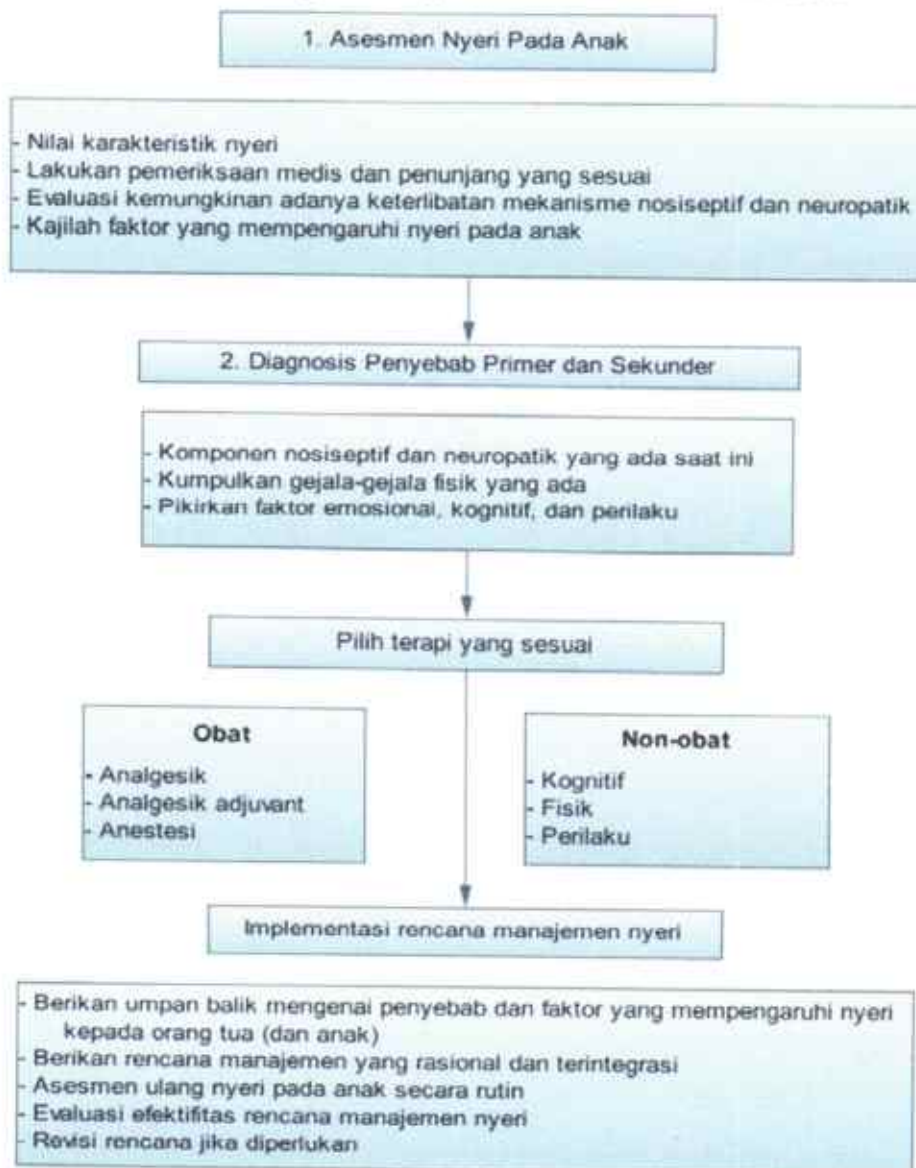 1. Asesmen Nyeri Pada Anak
- Nilai karakteristik nyeri
- Lakukan pemeriksaan medis dan penunjang yang sesuai
- Evaluasi kemungkinan adanya keterlibatan mekanisme nosiseptif dan neuropatik
- Kajilah faktor yang mempengaruhi nyeri pada anak
2. Diagnosis Penyebab Primer dan Sekunder
- Komponen nosiseptif dan neuropatik yang ada saat ini
- Kumpulkan gejala-gejala fisik yang ada
- Pikirkan faktor emosional, kognitif, dan perilaku
Pilih terapi yang sesuai
Obat
- Analgesik
- Analgesik adjuvant
- Anestesi
Non-obat
- Kognitif
- Fisik
- Perilaku
Implementasi rencana manajemen nyeri
- Berikan umpan balik mengenai penyebab dan faktor yang mempengaruhi nyeri
kepada orang tua (dan anak)
- Berikan rencana manajemen yang rasional dan terintegrasi
- Asesmen ulang nyeri pada anak secara rutin
- Evaluasi efektifitas rencana manajemen nyeri
- Revisi rencana jika diperlukan